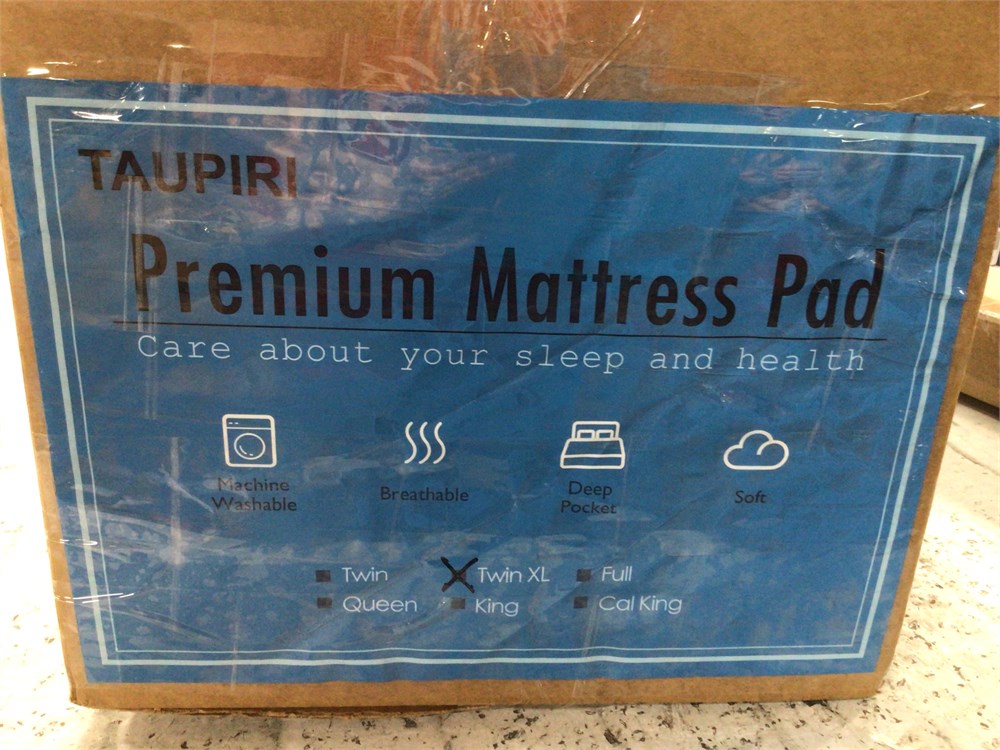 TAUPIRI
Premium Mattress Pad
Care about your sleep and health
Machine Washable
Breathable
Deep Pocket
Soft
Twin Twin XL Full
Queen King Cal King